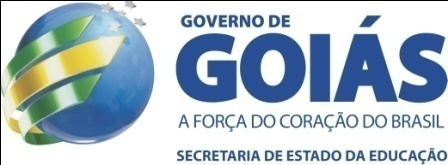 GOVERNO DE
GOIÁS
A FORÇA DO CORAÇÃO DO BRASIL
SECRETARIA DE ESTADO DA EDUCAÇÃO